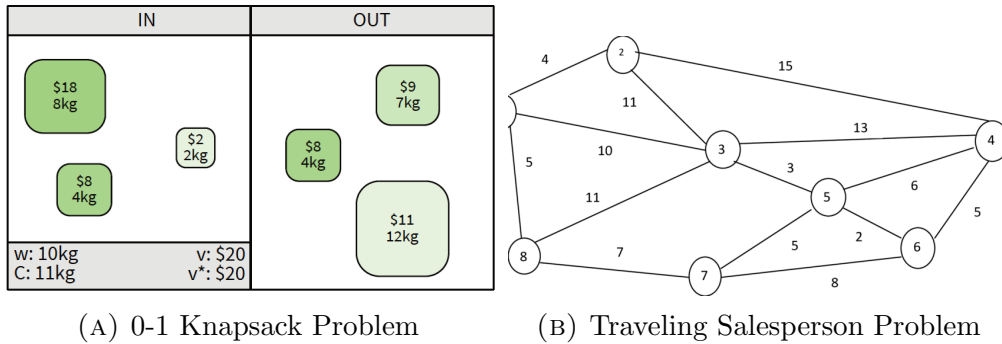 IN
OUT
$18
8kg
$2
2kg
$8
4kg
$9
7kg
$8
4kg
$11
12kg
w: 10kg
v: $20
C: 11kg
v*: $20
(A) 0-1 Knapsack Problem
2
4
15
11
13
3
4
10
5
3
6
11
5
5
2
6
5
8
7
7
8
(B) Traveling Salesperson Problem